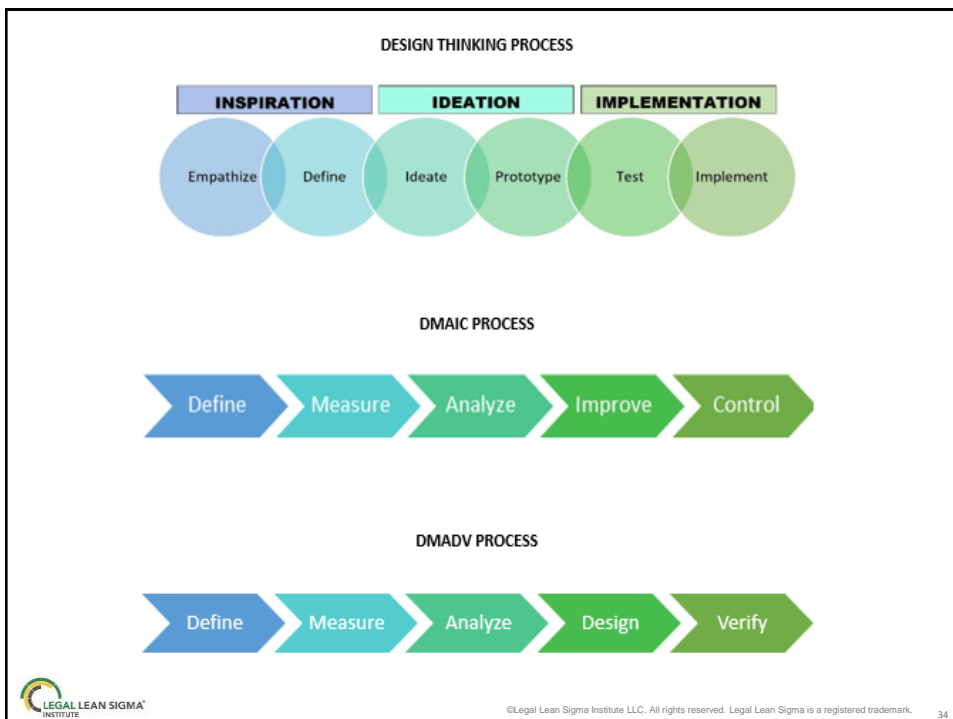 DESIGN THINKING PROCESS
INSPIRATION IDEATION IMPLEMENTATION
Empathize Define Ideate Prototype Test Implement
DMAIC PROCESS
Define Measure Analyze Improve Control
DMADV PROCESS
Define Measure Analyze Design Verify
LEGAL LEAN SIGMA
INSTITUTE
©Legal Lean Sigma Institute LLC. All rights reserved. Legal Lean Sigma is a registered trademark. 34